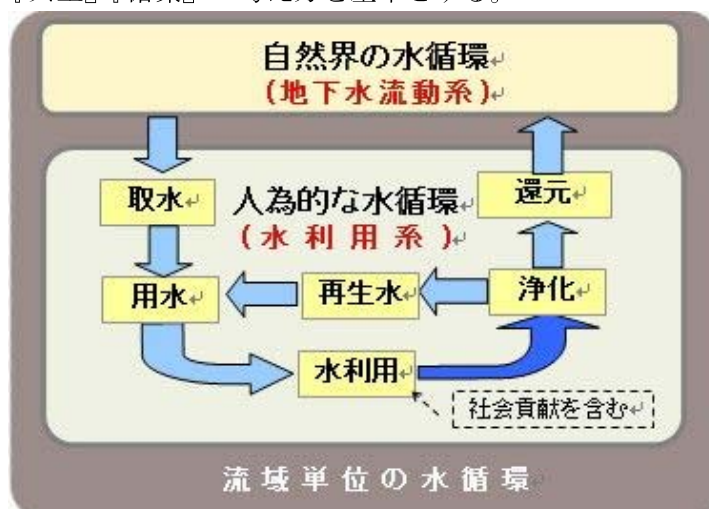 自然界の水循環
(地下水流動系)
取水
人為的な水循環
(水利用系)
還元
用水
再生水
浄化
水利用
社会貢献を含む
流域単位の水循環